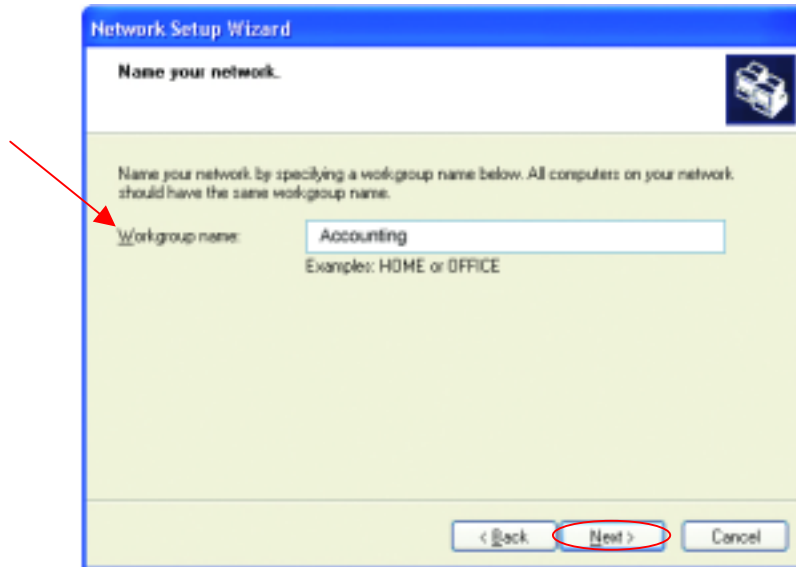 Network Setup Wizard
Name your network.
Name your network by specifying a workgroup name below. All computers on your network
should have the same workgroup name.
Workgroup name: Accounting
Examples: HOME or OFFICE
< Back Next > Cancel